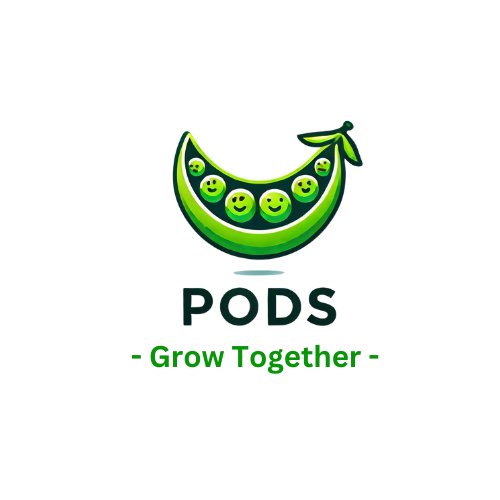 PODS
- Grow Together -